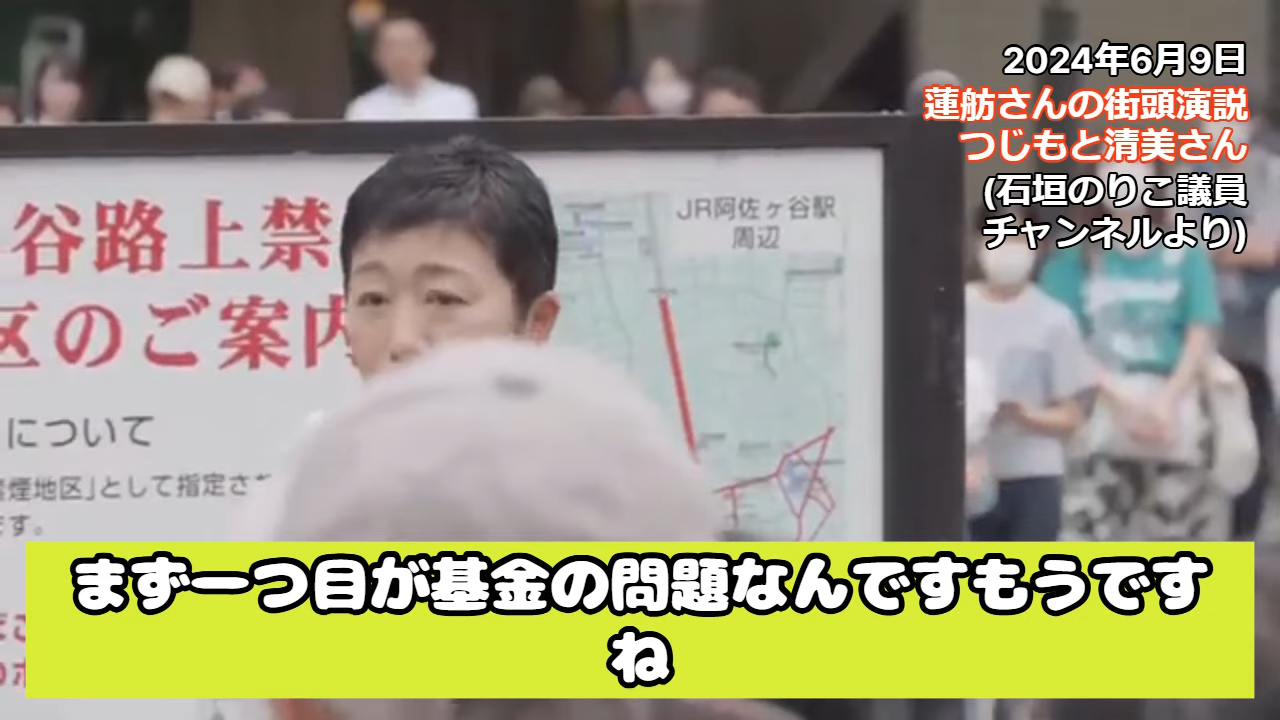 2024年6月9日
蓮舫さんの街頭演説
つじもと清美さん
(石垣のりこ議員
チャンネルより)
谷路上禁
区のご案内
について
煙地区」として指定さ
です。
JR阿佐ヶ谷駅
周辺
まず一つ目が基金の問題なんですもうです
ね